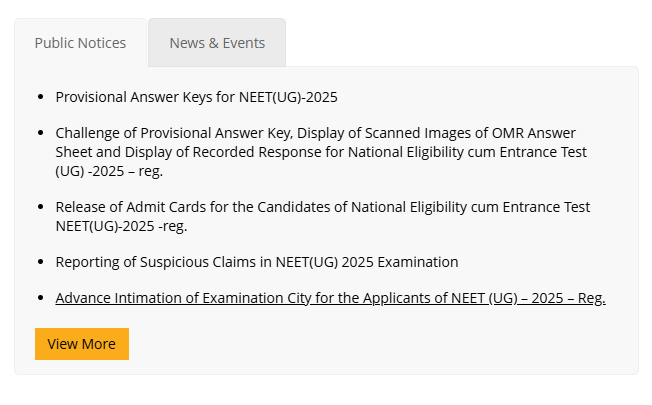 Public Notices
News & Events
Provisional Answer Keys for NEET(UG)-2025
Challenge of Provisional Answer Key, Display of Scanned Images of OMR Answer
Sheet and Display of Recorded Response for National Eligibility cum Entrance Test
(UG) -2025 – reg.
Release of Admit Cards for the Candidates of National Eligibility cum Entrance Test
NEET(UG)-2025 -reg.
Reporting of Suspicious Claims in NEET(UG) 2025 Examination
Advance Intimation of Examination City for the Applicants of NEET (UG) – 2025 – Reg.
View More